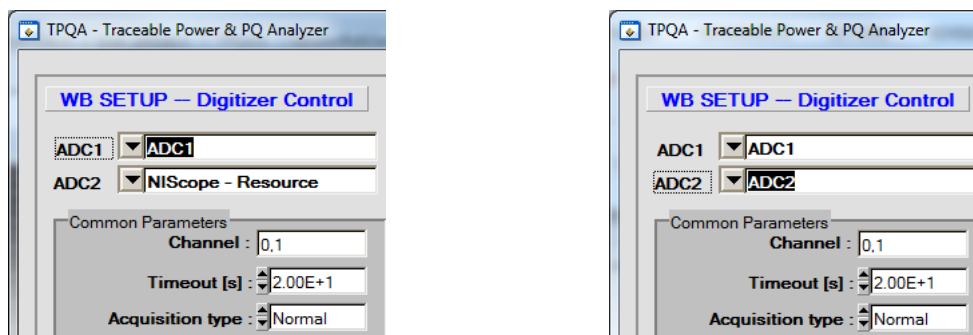 TPQA - Traceable Power & PQ Analyzer
WB SETUP -- Digitizer Control
ADC1 ADC1
ADC2 NIScope - Resource
Common Parameters
Channel : 0,1
Timeout [s] : 2.00E+1
Acquisition type : Normal
TPQA - Traceable Power & PQ Analyzer
WB SETUP -- Digitizer Control
ADC1 ADC1
ADC2 ADC2
Common Parameters
Channel : 0,1
Timeout [s] : 2.00E+1
Acquisition type : Normal